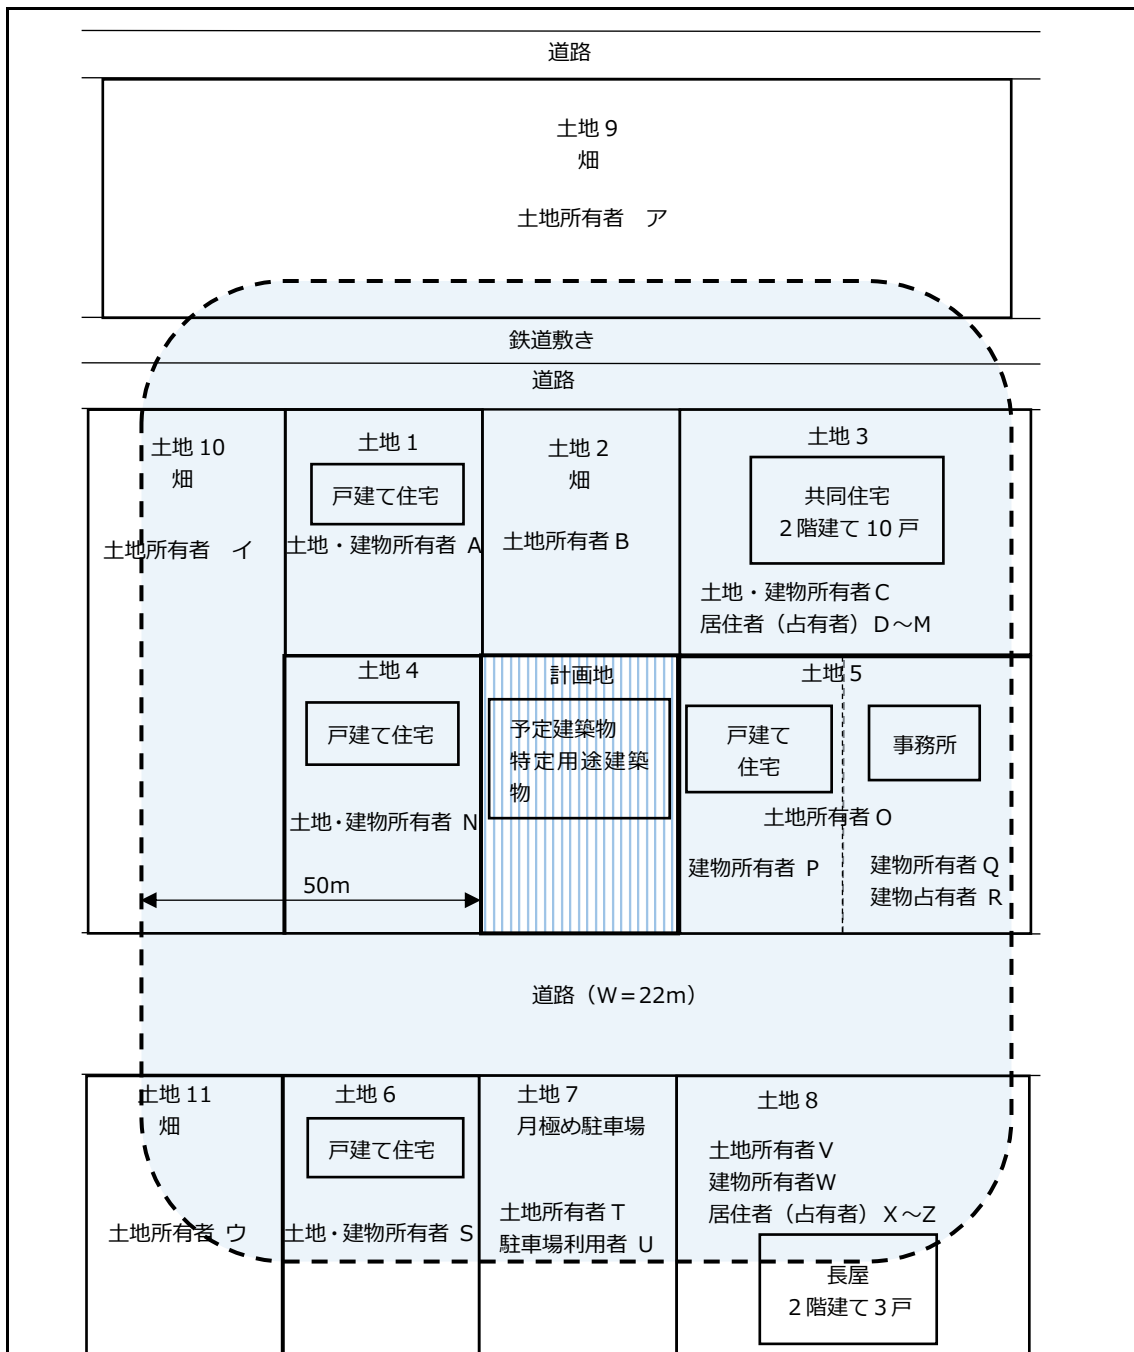 道路
土地 9
畑
土地所有者　ア
鉄道敷き
道路
土地 10
畑
土地所有者　イ
土地 1
戸建て住宅
土地・建物所有者 A
土地 2
畑
土地所有者 B
土地 3
共同住宅
２階建て 10 戸
土地・建物所有者 C
居住者（占有者）D～M
土地 4
戸建て住宅
土地・建物所有者 N
50m
計画地
予定建築物
特定用途建築
物
土地 5
戸建て
住宅
事務所
土地所有者 O
建物所有者 P
建物所有者 Q
建物占有者 R
道路（W＝22m）
土地 11
畑
土地所有者 ウ
土地 6
戸建て住宅
土地・建物所有者 S
土地 7
月極め駐車場
土地所有者 T
駐車場利用者 U
土地 8
土地所有者 V
建物所有者 W
居住者（占有者）X～Z
長屋
２階建て 3 戸